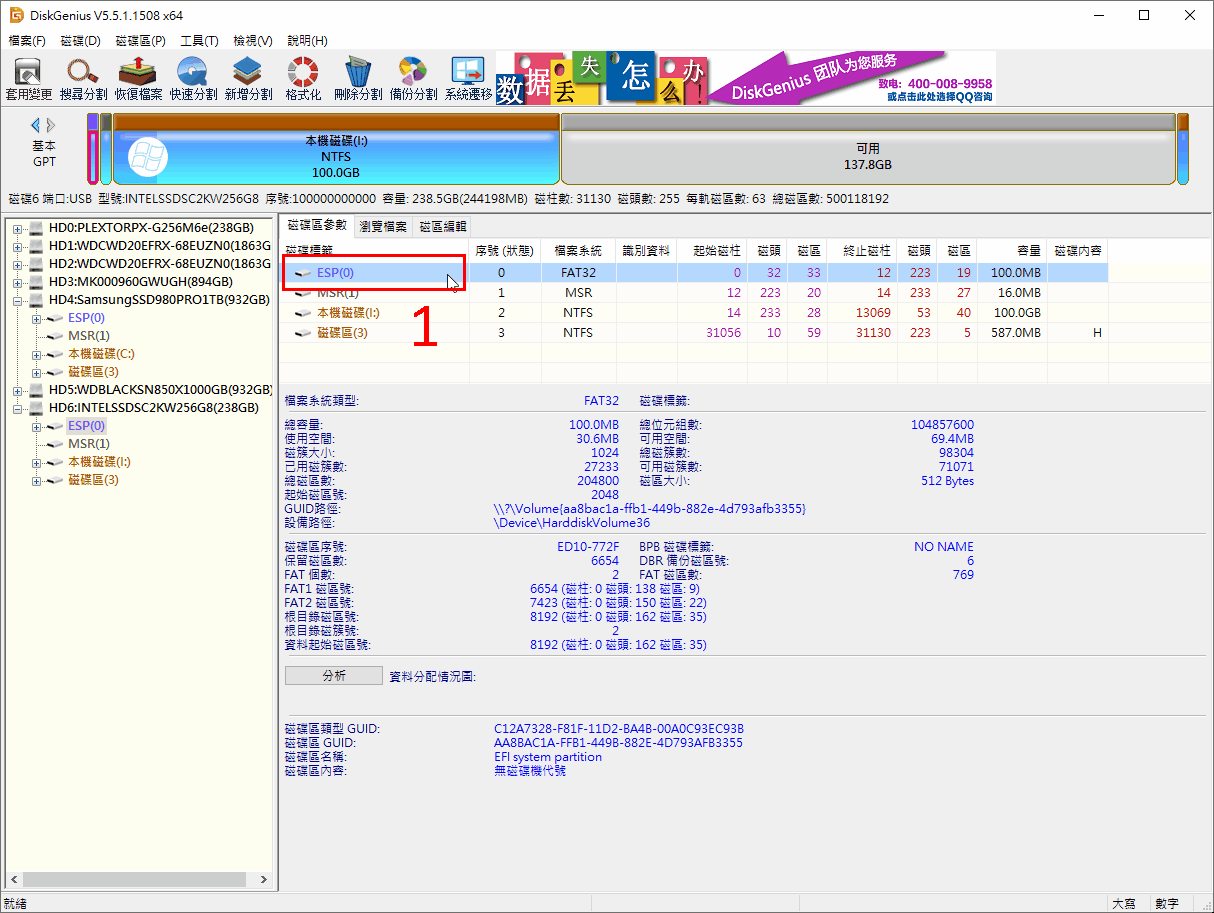 DiskGenius V5.5.1.1508 x64
檔案(F) 磁碟(D) 磁碟區(P) 工具(T) 檢視(V) 說明(H)
套用變更 搜尋分割 恢復檔案 快速分割 新增分割 格式化 刪除分割 備份分割 系統遷移
数据丢失怎么办!
DiskGenius 团队为您服务
致电: 400-008-9958
或点击此处选择QQ咨询
基本
GPT
本機磁碟(I:)
NTFS
100.0GB
可用
137.8GB
磁碟6 端口:USB 型號:INTELSSDSC2KW256G8 序號:100000000000 容量: 238.5GB(244198MB) 磁柱數: 31130 磁頭數: 255 每軌磁區數: 63 總磁區數: 500118192
HD0:PLEXTORPX-G256M6e(238GB)
HD1:WDCWD20EFRX-68EUZN0(1863G
HD2:WDCWD20EFRX-68EUZN0(1863G
HD3:MK000960GWUGH(894GB)
HD4:SamsungSSD980PRO1TB(932GB)
ESP(0)
MSR(1)
本機磁碟(C:)
磁碟區(3)
HD5:WDBLACKSN850X1000GB(932GB)
HD6:INTELSSDSC2KW256G8(238GB)
ESP(0)
MSR(1)
本機磁碟(I:)
磁碟區(3)
磁碟區參數 瀏覽檔案 磁區編輯
磁碟標籤 序號 (狀態) 檔案系統 識別資料 起始磁柱 磁頭 磁區 終止磁柱 磁頭 磁區 容量 磁碟內容
ESP(0) 0 FAT32 0 32 33 12 223 19 100.0MB
MSR(1) 1 MSR 12 223 20 14 233 27 16.0MB
本機磁碟(I:) 2 NTFS 14 233 28 13069 53 40 100.0GB
磁碟區(3) 3 NTFS 31056 10 59 31130 223 5 587.0MB H
1
檔案系統類型: FAT32 磁碟標籤:
總容量: 100.0MB 總位元組數: 104857600
使用空間: 30.6MB 可用空間: 69.4MB
磁簇大小: 1024 總磁簇數: 98304
已用磁簇數: 27233 可用磁簇數: 71071
總磁區數: 204800 磁區大小: 512 Bytes
起始磁區號: 2048
GUID路徑: \\?\Volume{aa8bac1a-ffb1-449b-882e-4d793afb3355}
設備路徑: \Device\HarddiskVolume36
磁碟區序號: ED10-772F BPB 磁碟標籤: NO NAME
保留磁區數: 6654 DBR 備份磁區號: 6
FAT 個數: 2 FAT 磁區數: 769
FAT1 磁區號: 6654 (磁柱: 0 磁頭: 138 磁區: 9)
FAT2 磁區號: 7423 (磁柱: 0 磁頭: 150 磁區: 22)
根目錄磁區號: 8192 (磁柱: 0 磁頭: 162 磁區: 35)
根目錄磁簇號: 2
資料起始磁區號: 8192 (磁柱: 0 磁頭: 162 磁區: 35)
分析 資料分配情況圖:
磁碟區類型 GUID: C12A7328-F81F-11D2-BA4B-00A0C93EC93B
磁碟區 GUID: AA8BAC1A-FFB1-449B-882E-4D793AFB3355
磁碟區名稱: EFI system partition
磁碟區內容: 無磁碟機代號
就緒 大寫 數字